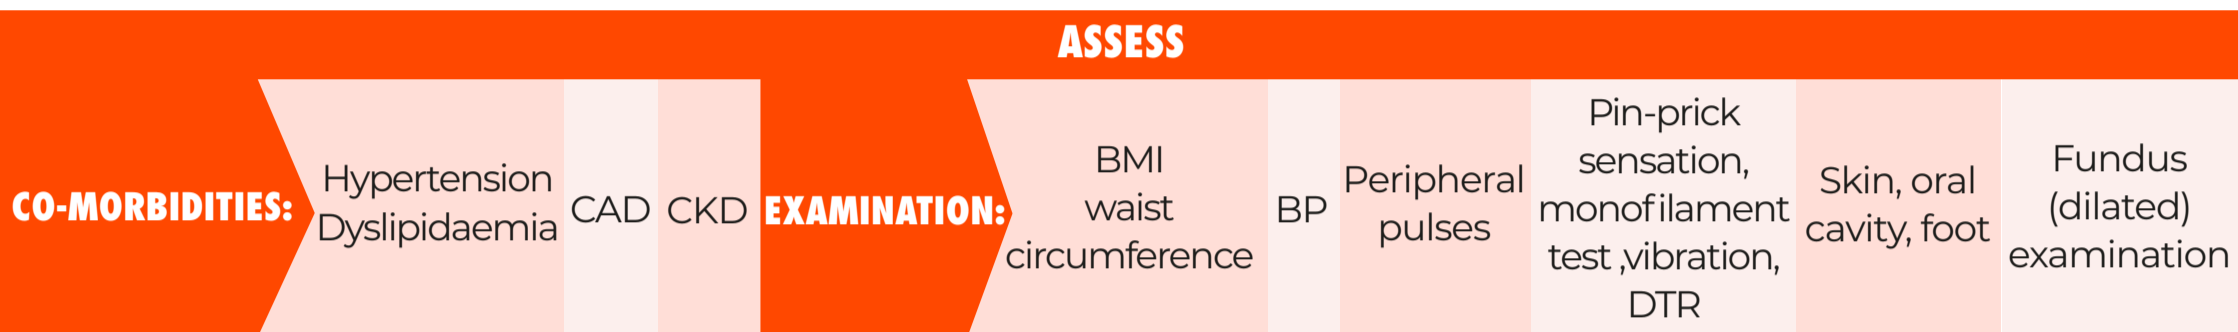 ASSESS
CO-MORBIDITIES:
Hypertension
Dyslipidaemia
CAD
CKD
EXAMINATION:
BMI
waist
circumference
BP
Peripheral
pulses
Pin-prick
sensation,
monofilament
test ,vibration,
DTR
Skin, oral
cavity, foot
Fundus
(dilated)
examination